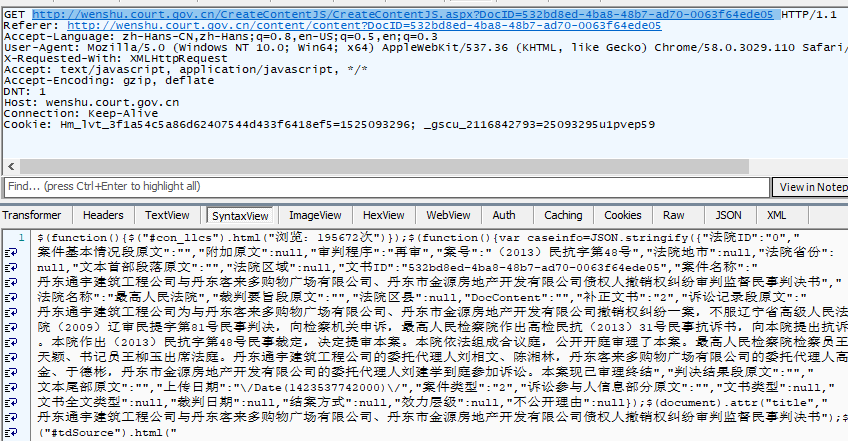 GET http://wenshu.court.gov.cn/CreateContentJS/CreateContentJS.aspx?DocID=532bd8ed-4ba8-48b7-ad70-0063f64ede05 HTTP/1.1
Referer: http://wenshu.court.gov.cn/content/content?DocID=532bd8ed-4ba8-48b7-ad70-0063f64ede05
Accept-Language: zh-Hans-CN,zh-Hans;q=0.8,en-US;q=0.5,en;q=0.3
User-Agent: Mozilla/5.0 (Windows NT 10.0; Win64; x64) AppleWebKit/537.36 (KHTML, like Gecko) Chrome/58.0.3029.110 Safari/
X-Requested-With: XMLHttpRequest
Accept: text/javascript, application/javascript, */*
Accept-Encoding: gzip, deflate
DNT: 1
Host: wenshu.court.gov.cn
Connection: Keep-Alive
Cookie: Hm_lvt_3f1a54c5a86d62407544d433f6418ef5=1525093296; _gscu_2116842793=25093295u1pvep59
Find... (press Ctrl+Enter to highlight all) View in Notep
Transformer Headers TextView SyntaxView ImageView HexView WebView Auth Caching Cookies Raw JSON XML
1 $(function(){$("#con_llcs").html("浏览：195672次")});$(function(){var caseinfo=JSON.stringify({"法院ID":"0","
案件基本情况段原文":"","附加原文":null,"审判程序":"再审","案号":"（2013）民抗字第48号","法院地市":null,"法院省份":
null,"文本首部段落原文":"","法院区域":null,"文书ID":"532bd8ed-4ba8-48b7-ad70-0063f64ede05","案件名称":"
丹东通宇建筑工程公司与丹东客来多购物广场有限公司、丹东市金源房地产开发有限公司债权人撤销权纠纷审判监督民事判决书","
法院名称":"最高人民法院","裁判要旨段原文":"","法院区县":null,"DocContent":"","补正文书":"2","诉讼记录段原文":"
丹东通宇建筑工程公司为与丹东客来多购物广场有限公司、丹东市金源房地产开发有限公司撤销权纠纷一案，不服辽宁省高级人民法
院（2009）辽审民提字第81号民事判决，向检察机关申诉，最高人民检察院作出高检民抗（2013）31号民事抗诉书，向本院提出抗诉
。本院作出（2013）民抗字第48号民事裁定，决定提审本案。本院依法组成合议庭，公开开庭审理了本案。最高人民检察院检察员王
天颖、书记员王柳玉出席法庭。丹东通宇建筑工程公司的委托代理人刘相文、陈湘林，丹东客来多购物广场有限公司的委托代理人高
金、于德彬，丹东市金源房地产开发有限公司的委托代理人刘建学到庭参加诉讼。本案现已审理终结","判决结果段原文":"","
文本尾部原文":"","上传日期":"\/Date(1423537742000)\/","案件类型":"2","诉讼参与人信息部分原文":"","文书类型":null,"
文书全文类型":null,"裁判日期":null,"结案方式":null,"效力层级":null,"不公开理由":null});$(document).attr("title","
丹东通宇建筑工程公司与丹东客来多购物广场有限公司、丹东市金源房地产开发有限公司债权人撤销权纠纷审判监督民事判决书");$
("#tdSource").html("